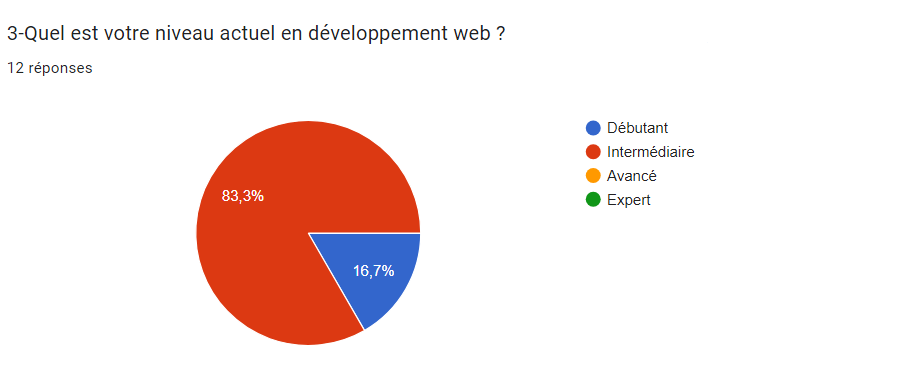 3-Quel est votre niveau actuel en développement web ?
12 réponses
Débutant
Intermédiaire
Avancé
Expert
83,3%
16,7%